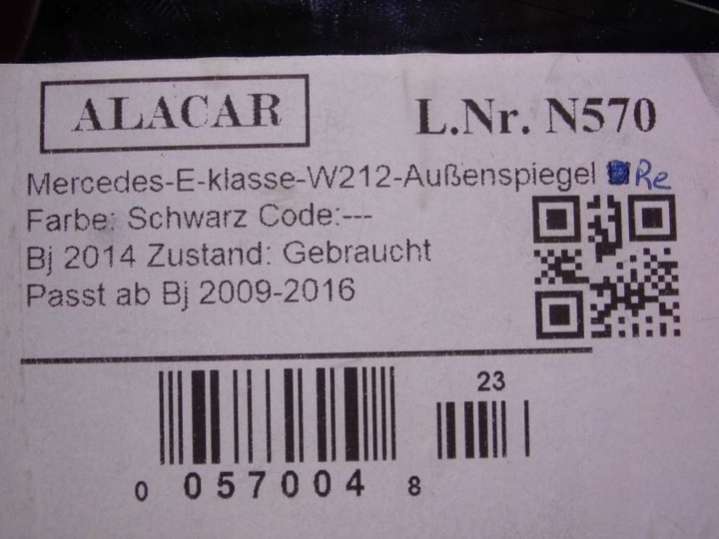 ALACAR L.Nr. N570
Mercedes-E-klasse-W212-Außenspiegel Re
Farbe: Schwarz Code:---
Bj 2014 Zustand: Gebraucht
Passt ab Bj 2009-2016
23
0 057004 8